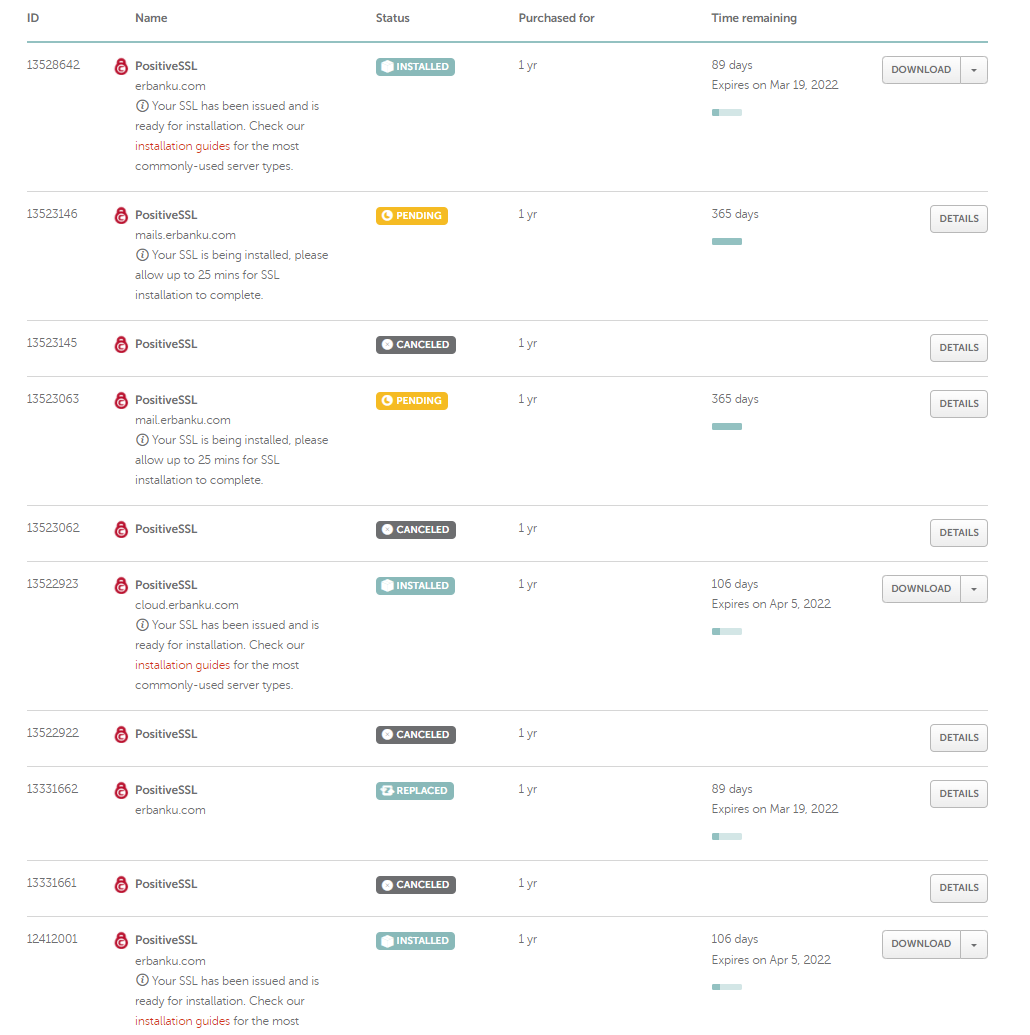 ID Name Status Purchased for Time remaining
13528642 PositiveSSL INSTALLED 1 yr 89 days DOWNLOAD
erbanku.com Expires on Mar 19, 2022
Your SSL has been issued and is
ready for installation. Check our
installation guides for the most
commonly-used server types.
13523146 PositiveSSL PENDING 1 yr 365 days DETAILS
mails.erbanku.com
Your SSL is being installed, please
allow up to 25 mins for SSL
installation to complete.
13523145 PositiveSSL CANCELED 1 yr DETAILS
13523063 PositiveSSL PENDING 1 yr 365 days DETAILS
mail.erbanku.com
Your SSL is being installed, please
allow up to 25 mins for SSL
installation to complete.
13523062 PositiveSSL CANCELED 1 yr DETAILS
13522923 PositiveSSL INSTALLED 1 yr 106 days DOWNLOAD
cloud.erbanku.com Expires on Apr 5, 2022
Your SSL has been issued and is
ready for installation. Check our
installation guides for the most
commonly-used server types.
13522922 PositiveSSL CANCELED 1 yr DETAILS
13331662 PositiveSSL REPLACED 1 yr 89 days DETAILS
erbanku.com Expires on Mar 19, 2022
13331661 PositiveSSL CANCELED 1 yr DETAILS
12412001 PositiveSSL INSTALLED 1 yr 106 days DOWNLOAD
erbanku.com Expires on Apr 5, 2022
Your SSL has been issued and is
ready for installation. Check our
installation guides for the most